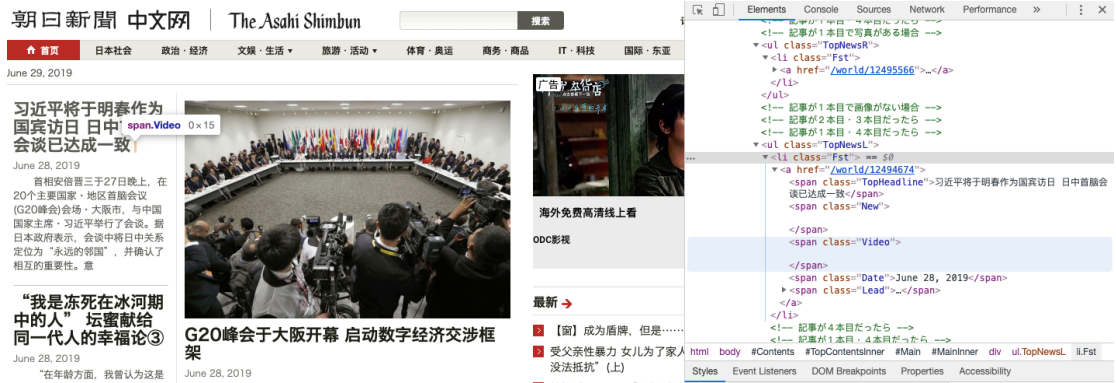 朝日新聞 中文网 The Asahi Shimbun
搜索
首页 日本社会 政治・经济 文娱・生活▼ 旅游・活动▼ 体育・奥运 商务・商品 IT・科技 国际・东亚
June 29, 2019
习近平将于明春作为
国宾访日 日中
会谈已达成一致
span.Video 0×15
June 28, 2019
首相安倍晋三于27日晚上，在
20个主要国家・地区首脑会议
(G20峰会)会场・大阪市，与中国
国家主席・习近平举行了会谈。据
日本政府表示，会谈中将日中关系
定位为“永远的邻国”，并确认了
相互的重要性。意
“我是冻死在冰河期
中的人” 坛蜜献给
同一代人的幸福论③
June 28, 2019
“在年龄方面，我曾认为这是
G20峰会于大阪开幕 启动数字经济交涉框
架
June 28, 2019
广告
海外免费高清线上看
ODC影视
最新
【窗】成为盾牌，但是……
受父亲性暴力 女儿为了家人
没法抵抗”（上）
Elements Console Sources Network Performance »
<!-- 記事が１本目・４本目だったら -->
<!-- 記事が１本目で写真がある場合 -->
<ul class="TopNewsR">
<li class="Fst">
<a href="/world/12495566">…</a>
</li>
</ul>
<!-- 記事が１本目で画像がない場合 -->
<!-- 記事が２本目・３本目だったら -->
<!-- 記事が１本目・４本目だったら -->
<ul class="TopNewsL">
<li class="Fst"> == $0
<a href="/world/12494674">
<span class="TopHeadline">习近平将于明春作为国宾访日 日中首脑会
谈已达成一致</span>
<span class="New">
</span>
<span class="Video">
</span>
<span class="Date">June 28, 2019</span>
<span class="Lead">…</span>
</a>
</li>
<!-- 記事が４本目だったら -->
<!-- 記事が１本目・４本目だったら -->
html body #Contents #TopContentsInner #Main #MainInner div ul.TopNewsL li.Fst
Styles Event Listeners DOM Breakpoints Properties Accessibility